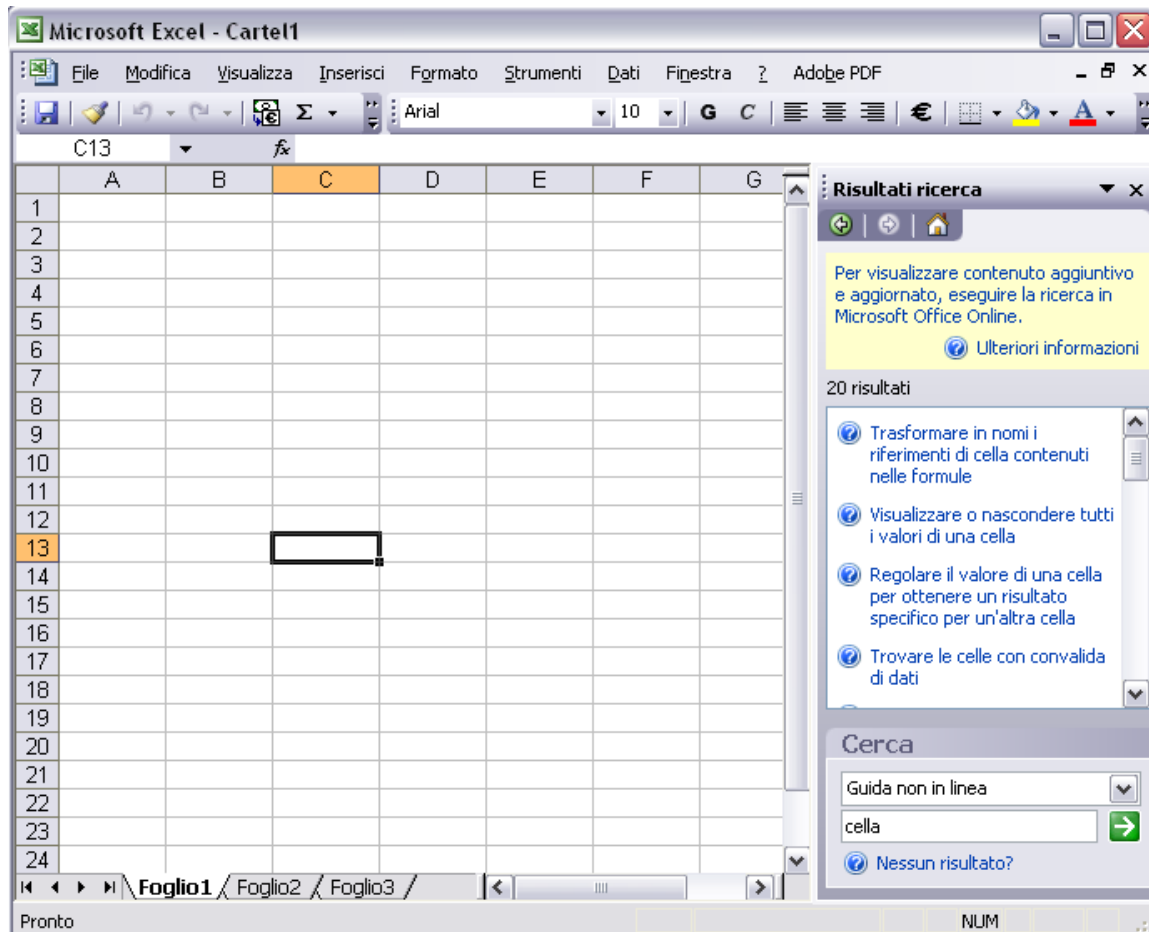 Microsoft Excel - Cartel1
File Modifica Visualizza Inserisci Formato Strumenti Dati Finestra ? Adobe PDF
Σ Arial 10 G C € A
C13 fx
A B C D E F G
1
2
3
4
5
6
7
8
9
10
11
12
13
14
15
16
17
18
19
20
21
22
23
24
Foglio1 Foglio2 Foglio3
Pronto NUM
Risultati ricerca
Per visualizzare contenuto aggiuntivo
e aggiornato, eseguire la ricerca in
Microsoft Office Online.
Ulteriori informazioni
20 risultati
Trasformare in nomi i
riferimenti di cella contenuti
nelle formule
Visualizzare o nascondere tutti
i valori di una cella
Regolare il valore di una cella
per ottenere un risultato
specifico per un'altra cella
Trovare le celle con convalida
di dati
Cerca
Guida non in linea
cella
Nessun risultato?